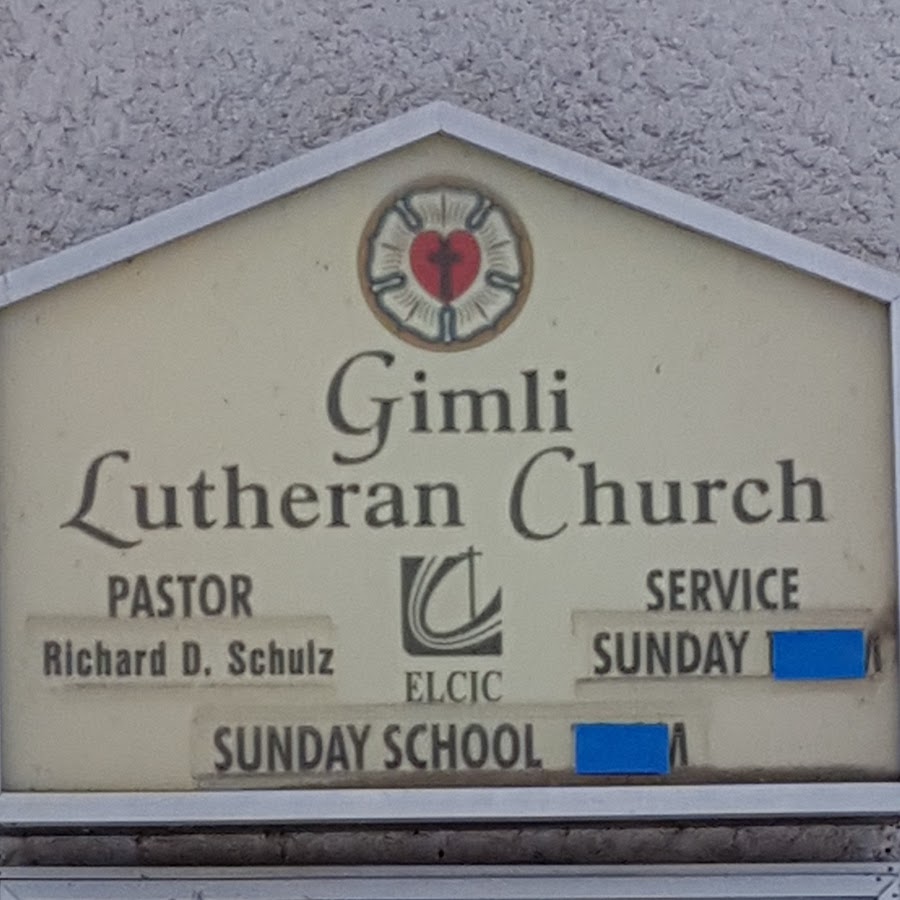 Gimli
Lutheran Church
PASTOR
Richard D. Schulz
ELCIC
SERVICE
SUNDAY
SUNDAY SCHOOL